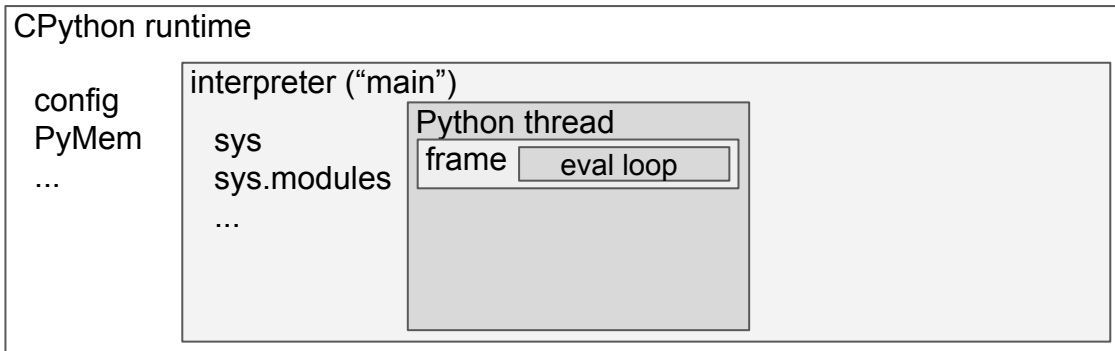 CPython runtime
config
PyMem
...
interpreter (“main”)
sys
sys.modules
...
Python thread
frame
eval loop